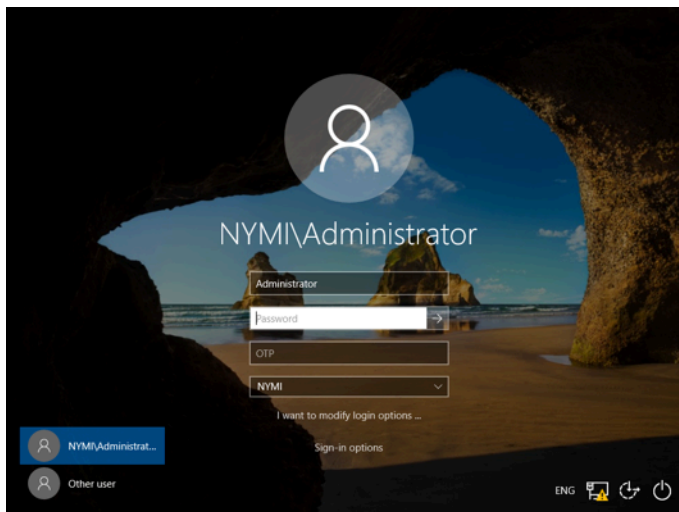 NYMI\Administrator
Administrator
Password
OTP
NYMI
I want to modify login options ...
Sign-in options
NYMI\Administrat...
Other user
ENG